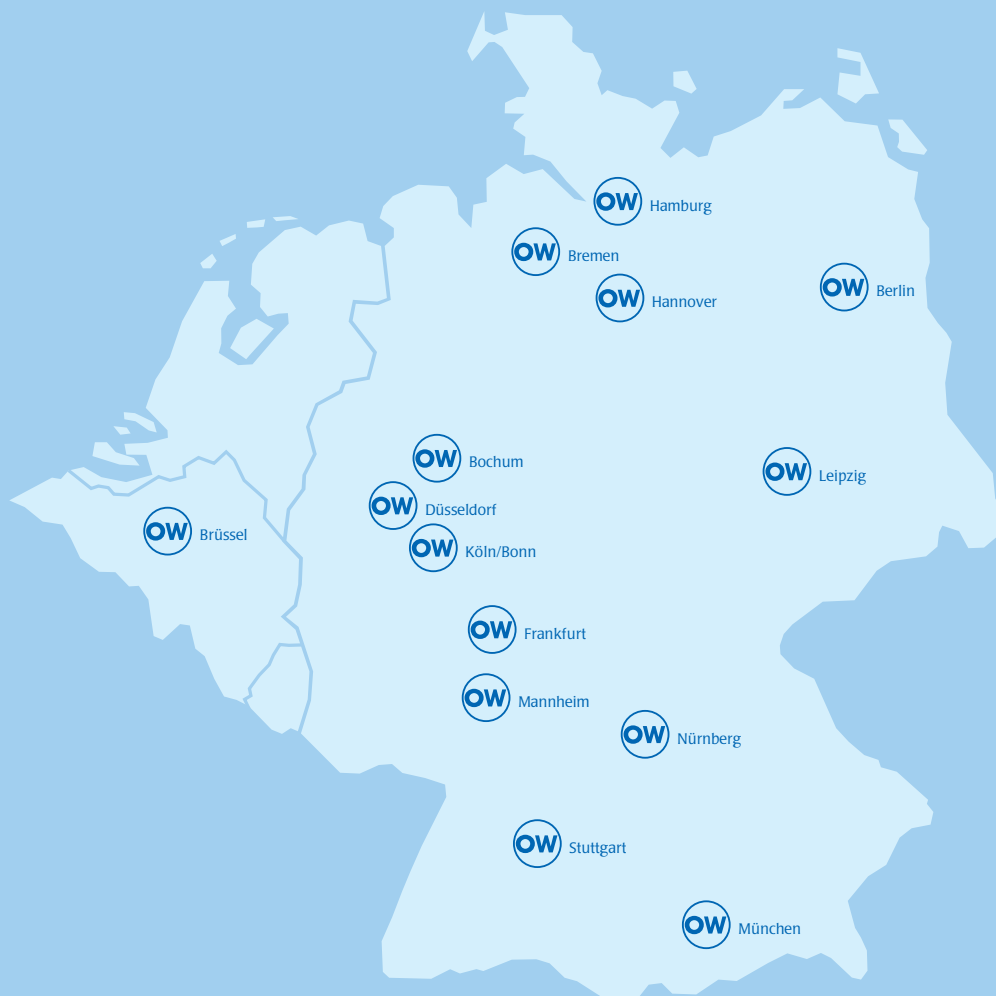 OW Hamburg
OW Bremen
OW Hannover
OW Berlin
OW Bochum
OW Leipzig
OW Düsseldorf
OW Brüssel
OW Köln/Bonn
OW Frankfurt
OW Mannheim
OW Nürnberg
OW Stuttgart
OW München